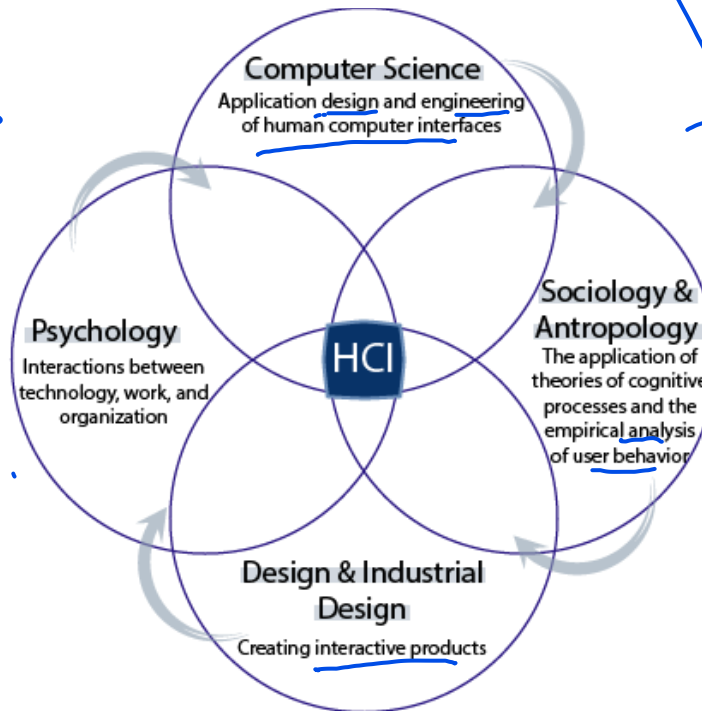 Computer Science
Application design and engineering
of human computer interfaces
Psychology
Interactions between
technology, work, and
organization
HCI
Sociology &
Antropology
The application of
theories of cognitive
processes and the
empirical analysis
of user behavior
Design & Industrial
Design
Creating interactive products